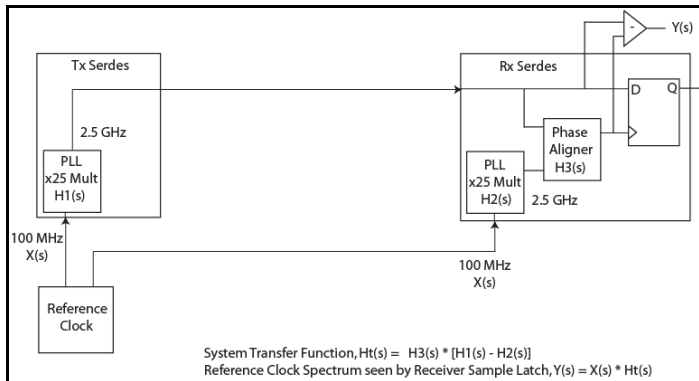 Y(s)
-
Tx Serdes
Rx Serdes
D Q
2.5 GHz
Phase
Aligner
H3(s)
PLL
x25 Mult
H1(s)
PLL
x25 Mult
H2(s)
2.5 GHz
100 MHz
X(s)
100 MHz
X(s)
Reference
Clock
System Transfer Function, Ht(s) = H3(s) * [H1(s) - H2(s)]
Reference Clock Spectrum seen by Receiver Sample Latch, Y(s) = X(s) * Ht(s)